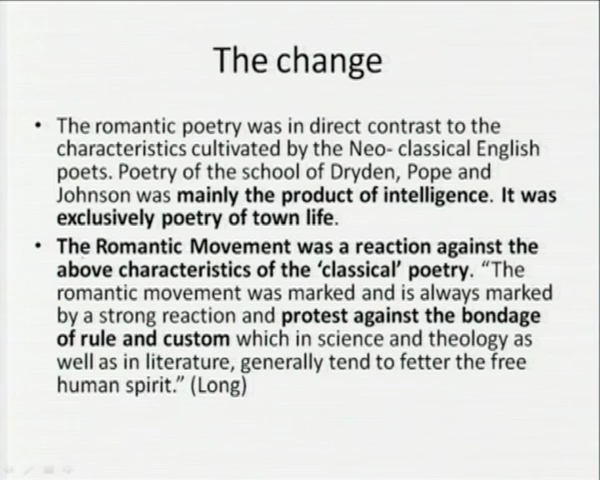 The change
• The romantic poetry was in direct contrast to the
characteristics cultivated by the Neo- classical English
poets. Poetry of the school of Dryden, Pope and
Johnson was mainly the product of intelligence. It was
exclusively poetry of town life.
• The Romantic Movement was a reaction against the
above characteristics of the ‘classical’ poetry. “The
romantic movement was marked and is always marked
by a strong reaction and protest against the bondage
of rule and custom which in science and theology as
well as in literature, generally tend to fetter the free
human spirit.” (Long)